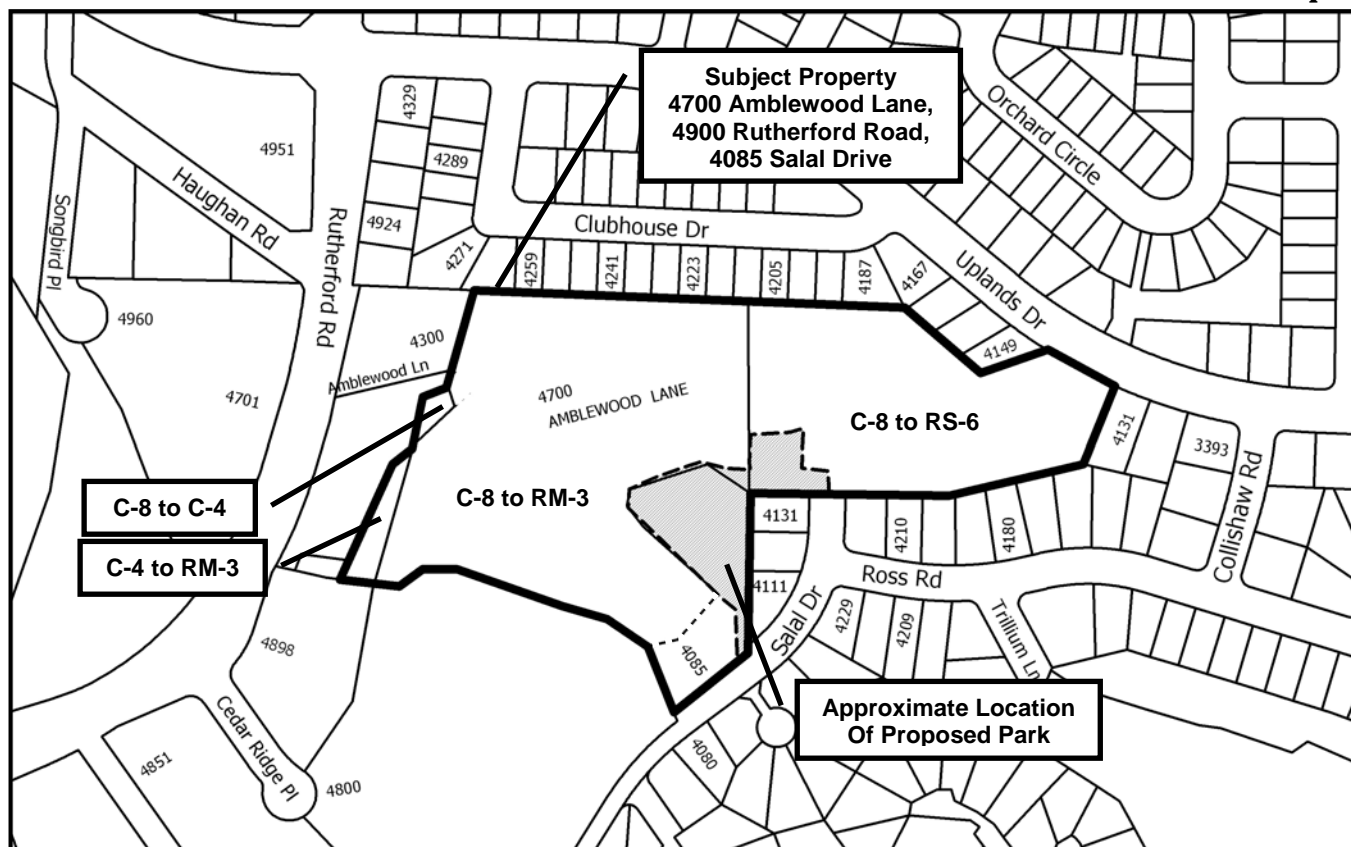 Subject Property
4700 Amblewood Lane,
4900 Rutherford Road,
4085 Salal Drive
4329
4951
4289
Haughan Rd
Songbird Pl
Rutherford Rd
4924
4271
Orchard Circle
Clubhouse Dr
4259
4241
4223
4205
4187
4167
Uplands Dr
4960
4300
4149
Amblewood Ln
4701
4700
AMBLEWOOD LANE
C-8 to RS-6
4131
3393
Collishaw Rd
C-8 to C-4
C-8 to RM-3
C-4 to RM-3
4131
4210
4180
4111
Ross Rd
Salal Dr
4229
4209
Trillium Ln
4898
4085
Approximate Location
Of Proposed Park
Cedar Ridge Pl
4851
4800
4080